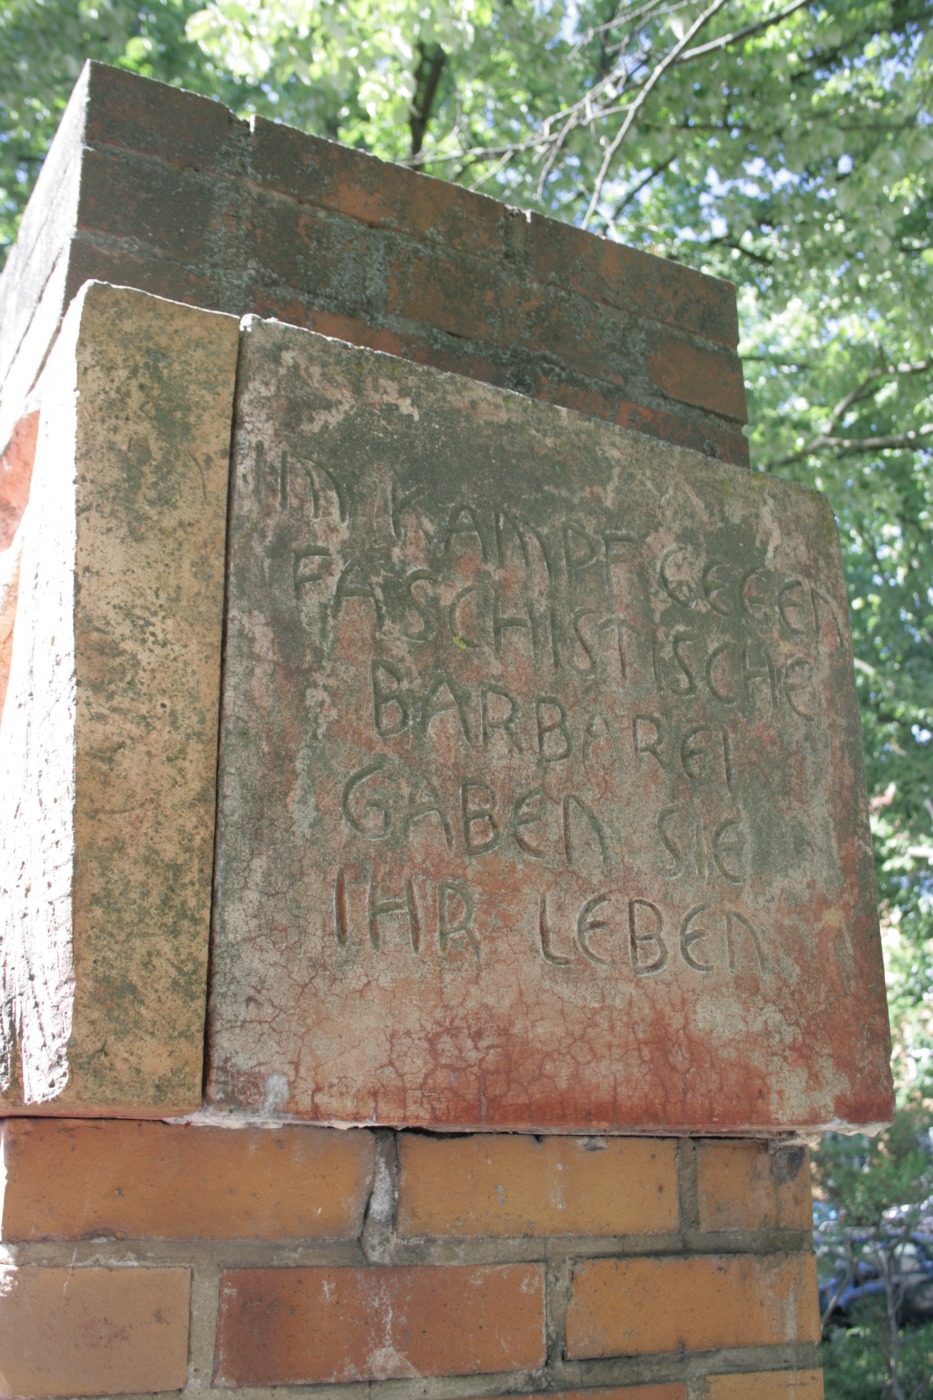 IM KAMPF GEGEN
FASCHISTISCHE
BARBAREI
GABEN SIE
IHR LEBEN